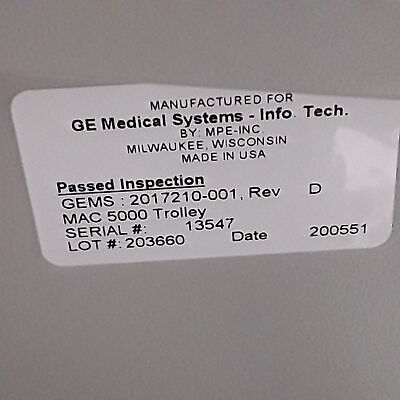 MANUFACTURED FOR
GE Medical Systems - Info. Tech.
BY: MPE-INC.
MILWAUKEE, WISCONSIN
MADE IN USA
Passed Inspection
GEMS : 2017210-001, Rev D
MAC 5000 Trolley
SERIAL #: 13547
LOT #: 203660 Date 200551